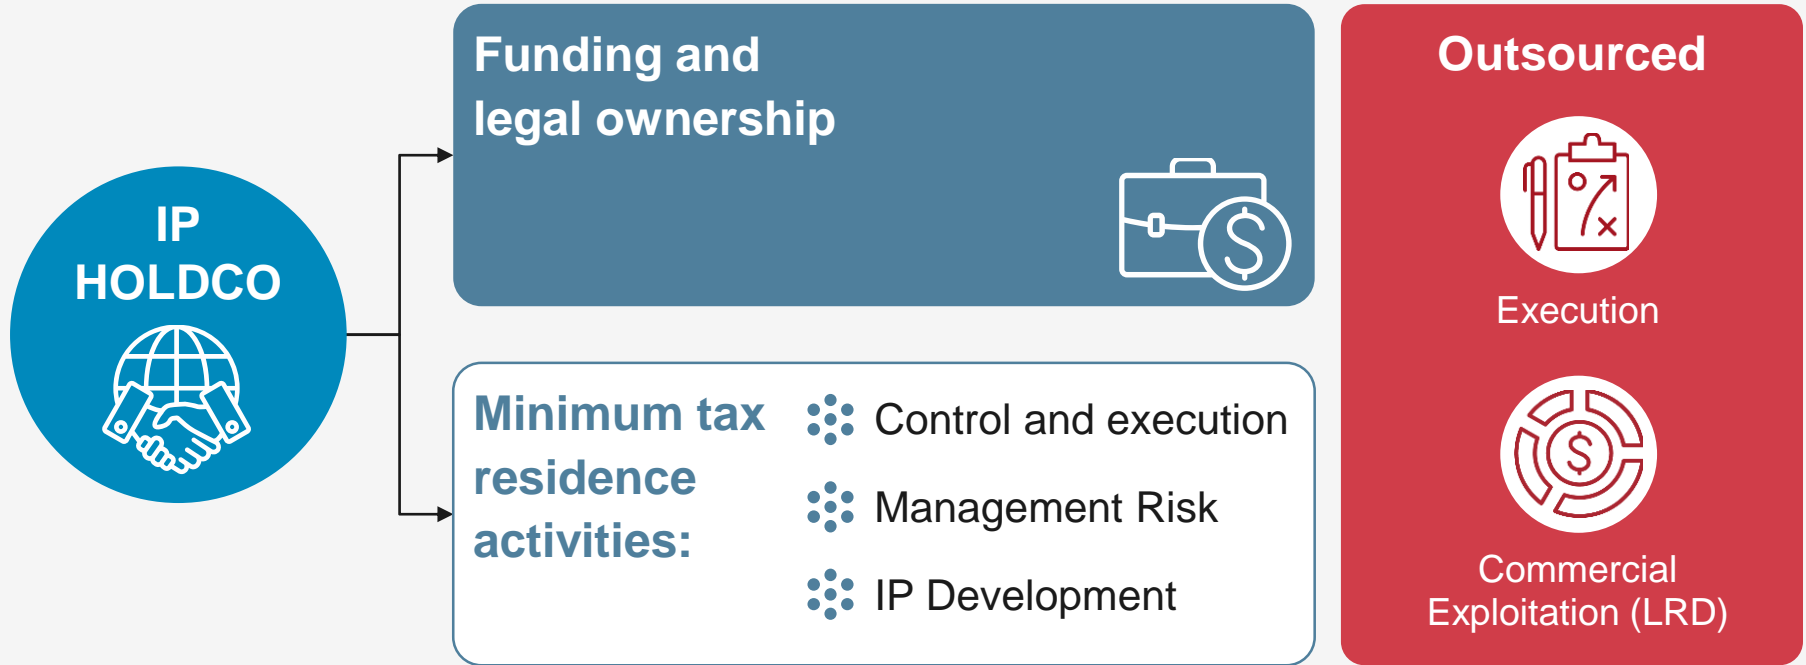 IP
HOLDCO
Funding and
legal ownership
Minimum tax
residence
activities:
Control and execution
Management Risk
IP Development
Outsourced
Execution
Commercial
Exploitation (LRD)